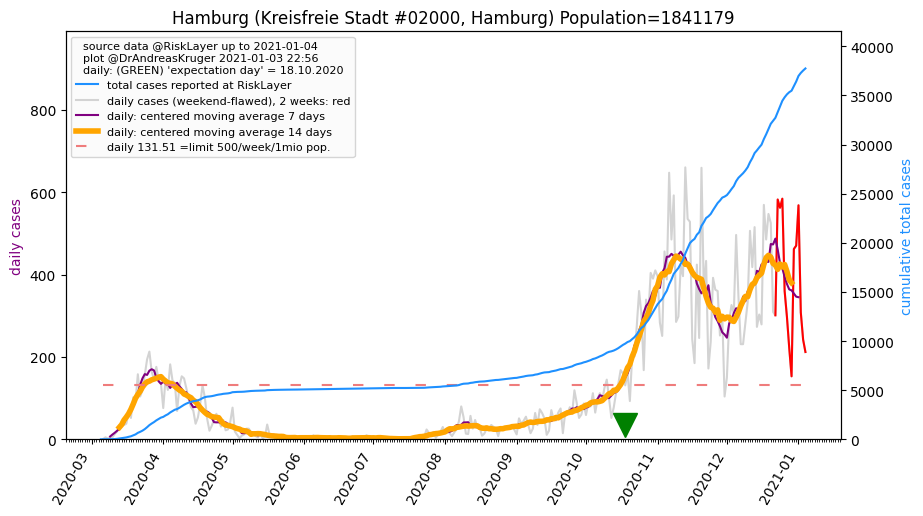 Hamburg (Kreisfreie Stadt #02000, Hamburg) Population=1841179
source data @RiskLayer up to 2021-01-04
plot @DrAndreasKruger 2021-01-03 22:56
daily: (GREEN) 'expectation day' = 18.10.2020
total cases reported at RiskLayer
daily cases (weekend-flawed), 2 weeks: red
daily: centered moving average 7 days
daily: centered moving average 14 days
daily 131.51 =limit 500/week/1mio pop.
daily cases
800
600
400
200
0
cumulative total cases
40000
35000
30000
25000
20000
15000
10000
5000
0
2020-03
2020-04
2020-05
2020-06
2020-07
2020-08
2020-09
2020-10
2020-11
2020-12
2021-01